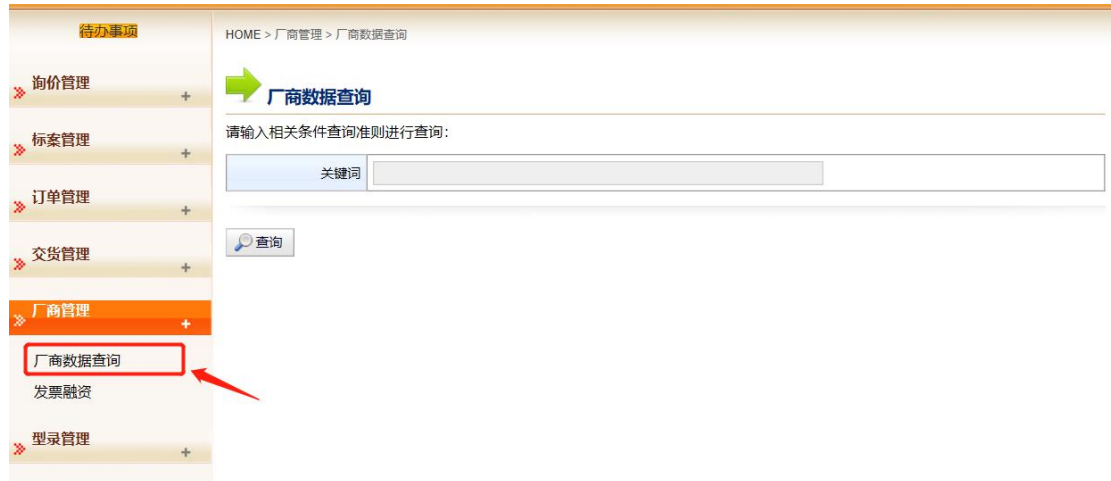 待办事项
询价管理
标案管理
订单管理
交货管理
厂商管理
厂商数据查询
发票融资
型录管理
HOME > 厂商管理 > 厂商数据查询
厂商数据查询
请输入相关条件查询准则进行查询:
关键词
查询